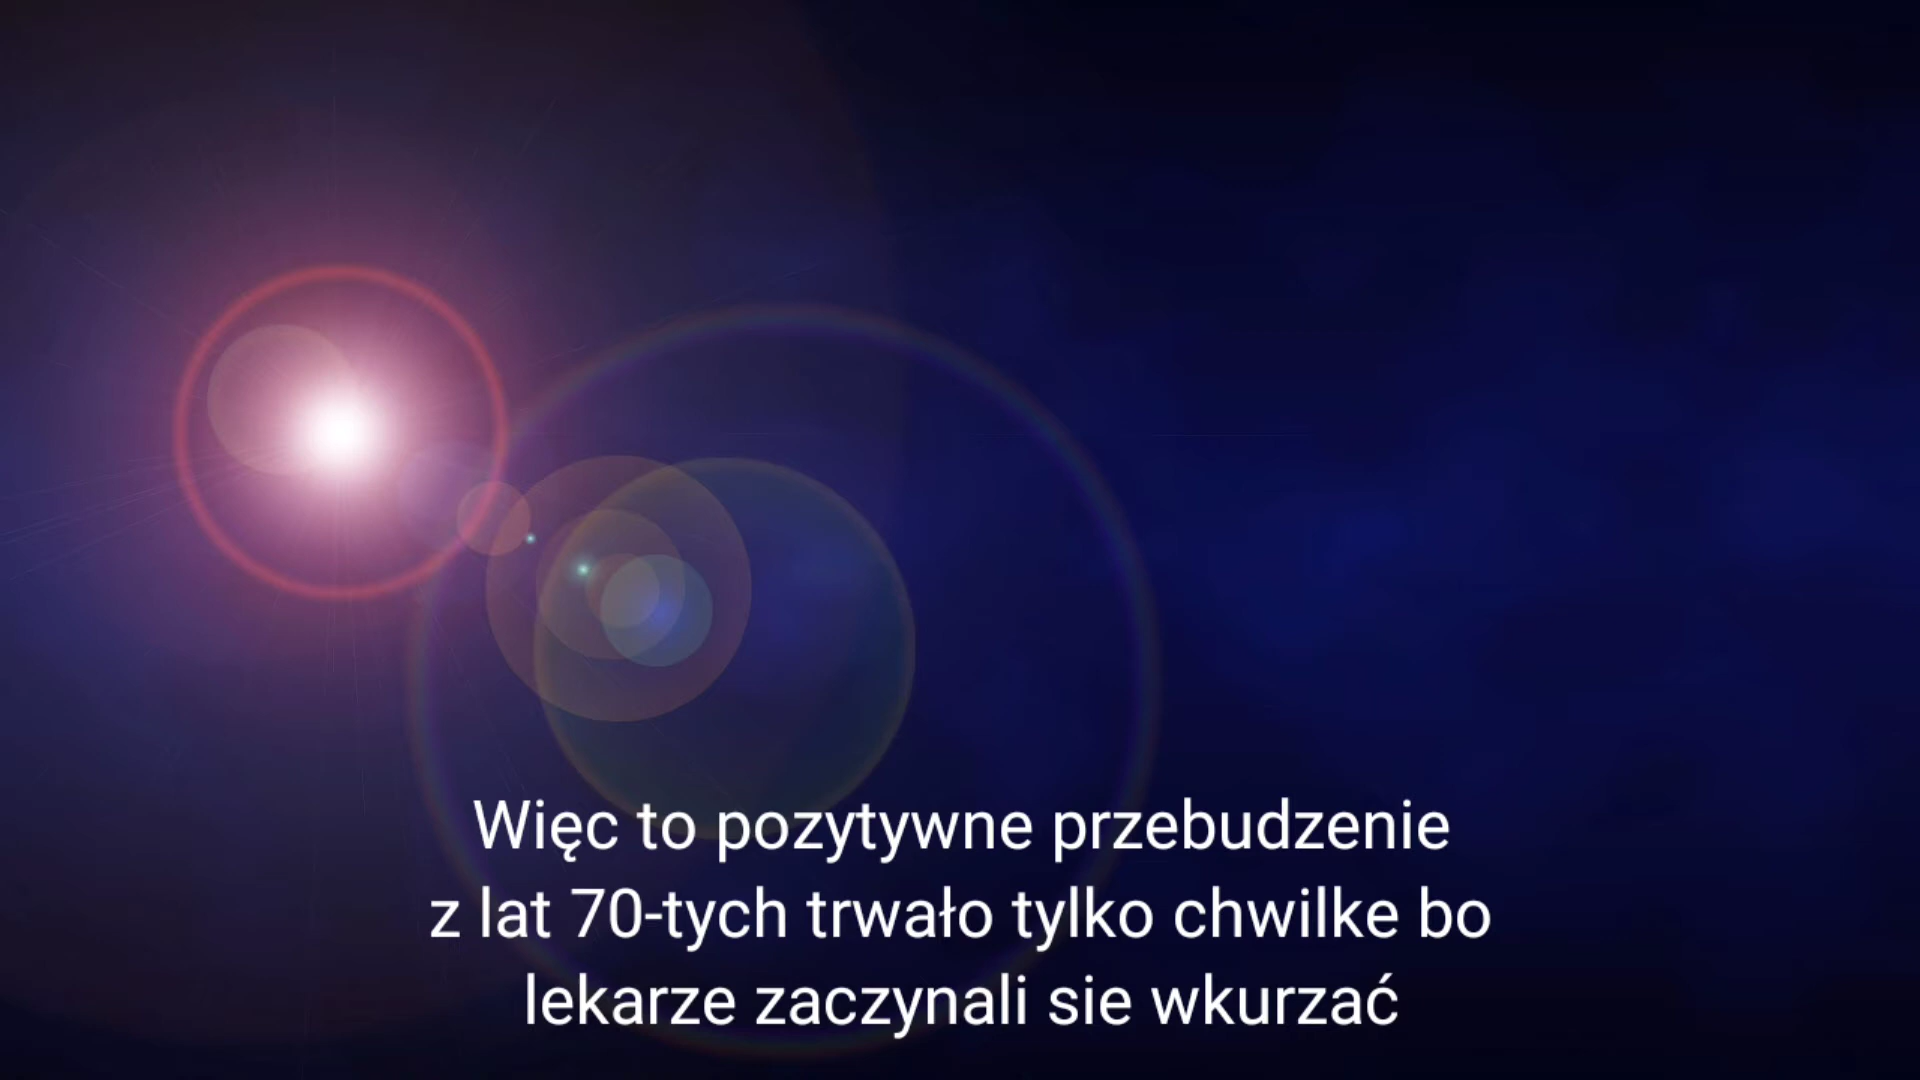 Więc to pozytywne przebudzenie
z lat 70-tych trwało tylko chwilke bo
lekarze zaczynali sie wkurzać